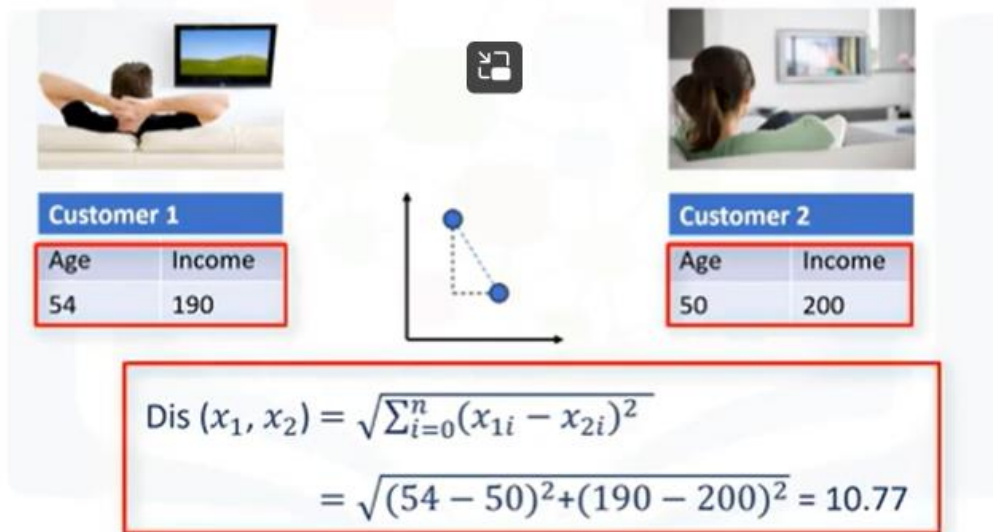 Customer 1
Age Income
54 190
Customer 2
Age Income
50 200
Dis (x₁, x₂) = √∑ⁿᵢ₌₀(x₁ᵢ − x₂ᵢ)²
= √(54 − 50)²+(190 − 200)² = 10.77